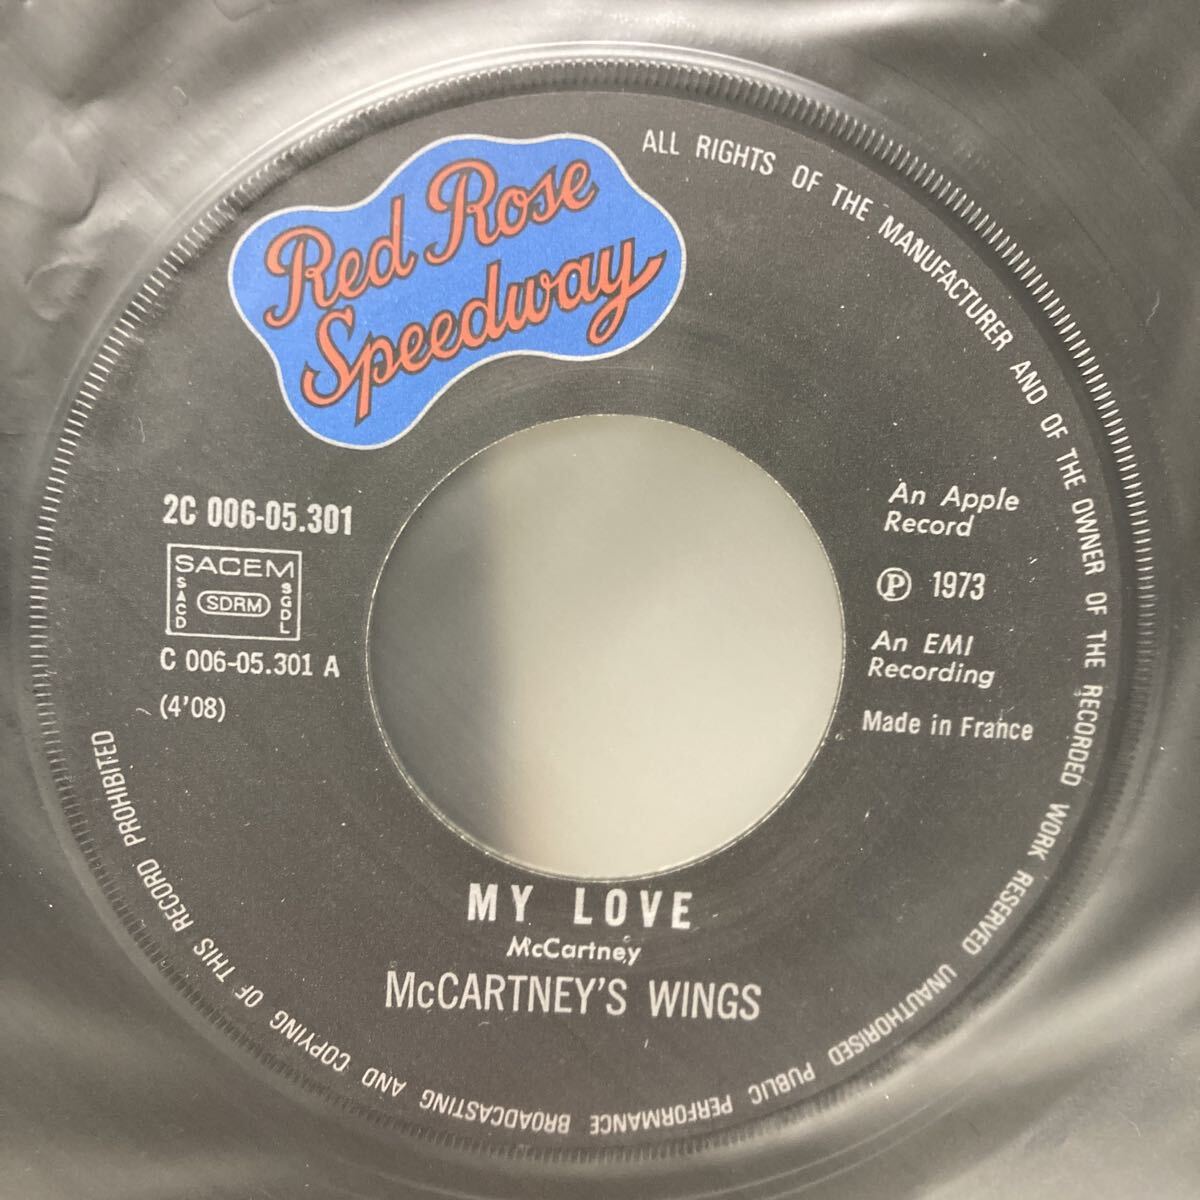 Red Rose
Speedway
ALL RIGHTS OF THE MANUFACTURER AND OF THE OWNER OF THE RECORDED WORK RESERVED UNAUTHORISED PUBLIC PERFORMANCE BROADCASTING AND COPYING OF THIS RECORD PROHIBITED
2C 006-05.301
SACEM
SACD
SDRM
SGDL
C 006-05.301 A
(4'08)
An Apple
Record
Ⓟ 1973
An EMI
Recording
Made in France
MY LOVE
McCartney
McCARTNEY'S WINGS